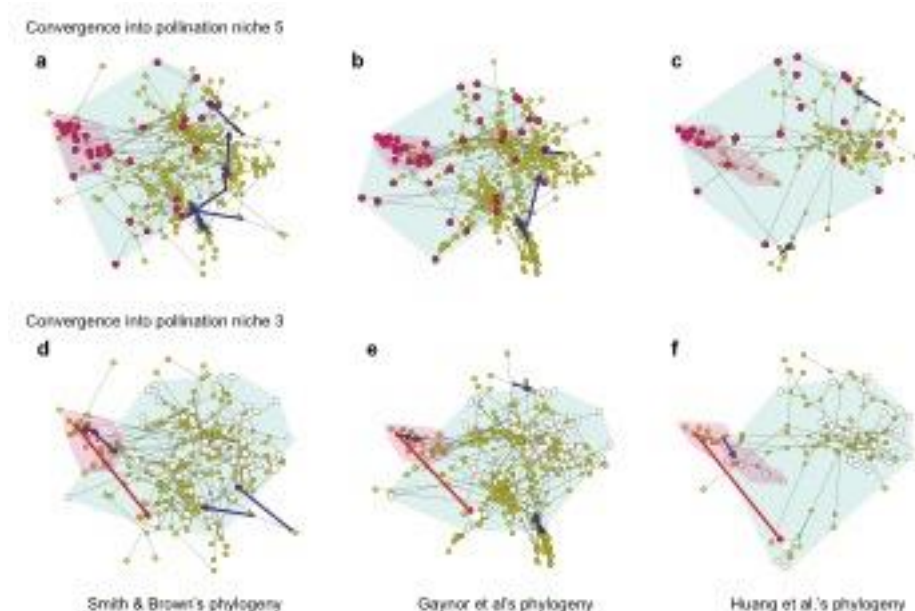 Convergence into pollination niche 5
a
b
c
Convergence into pollination niche 3
d
e
f
Smith & Brown's phylogeny
Gaynor et al's phylogeny
Huang et al.'s phylogeny